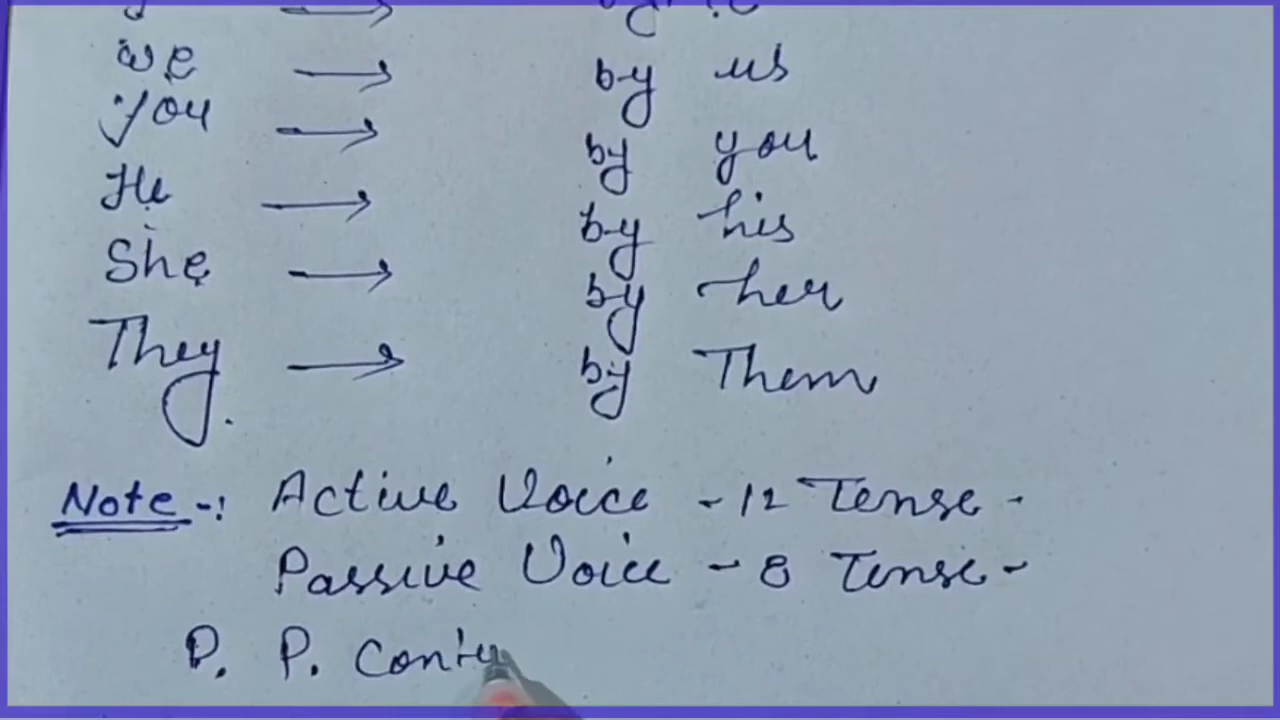 we → by us
you → by you
He → by his
She → by her
They → by Them
Note -: Active Voice - 12 Tense -
Passive Voice - 8 Tense -
P. P.